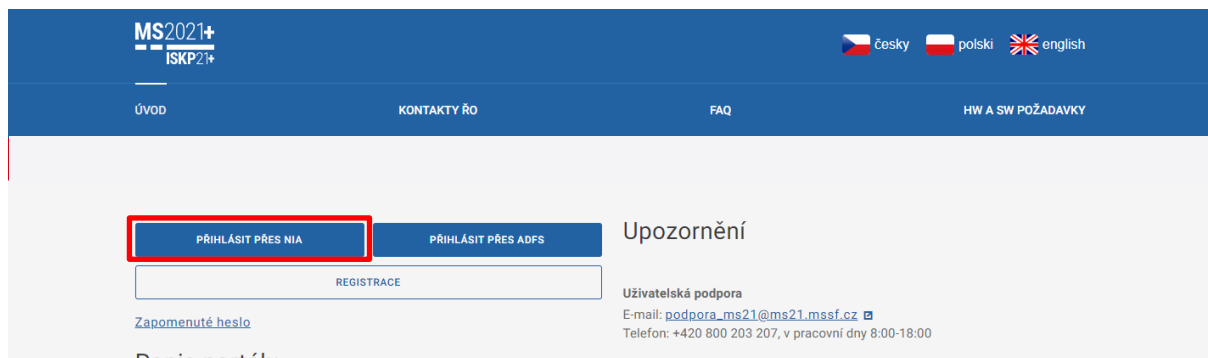 MS2021+
ISKP21+
česky polski english
ÚVOD KONTAKTY ŘO FAQ HW A SW POŽADAVKY
PŘIHLÁSIT PŘES NIA PŘIHLÁSIT PŘES ADFS
REGISTRACE
Zapomenuté heslo
Upozornění
Uživatelská podpora
E-mail: podpora_ms21@ms21.mssf.cz
Telefon: +420 800 203 207, v pracovní dny 8:00-18:00